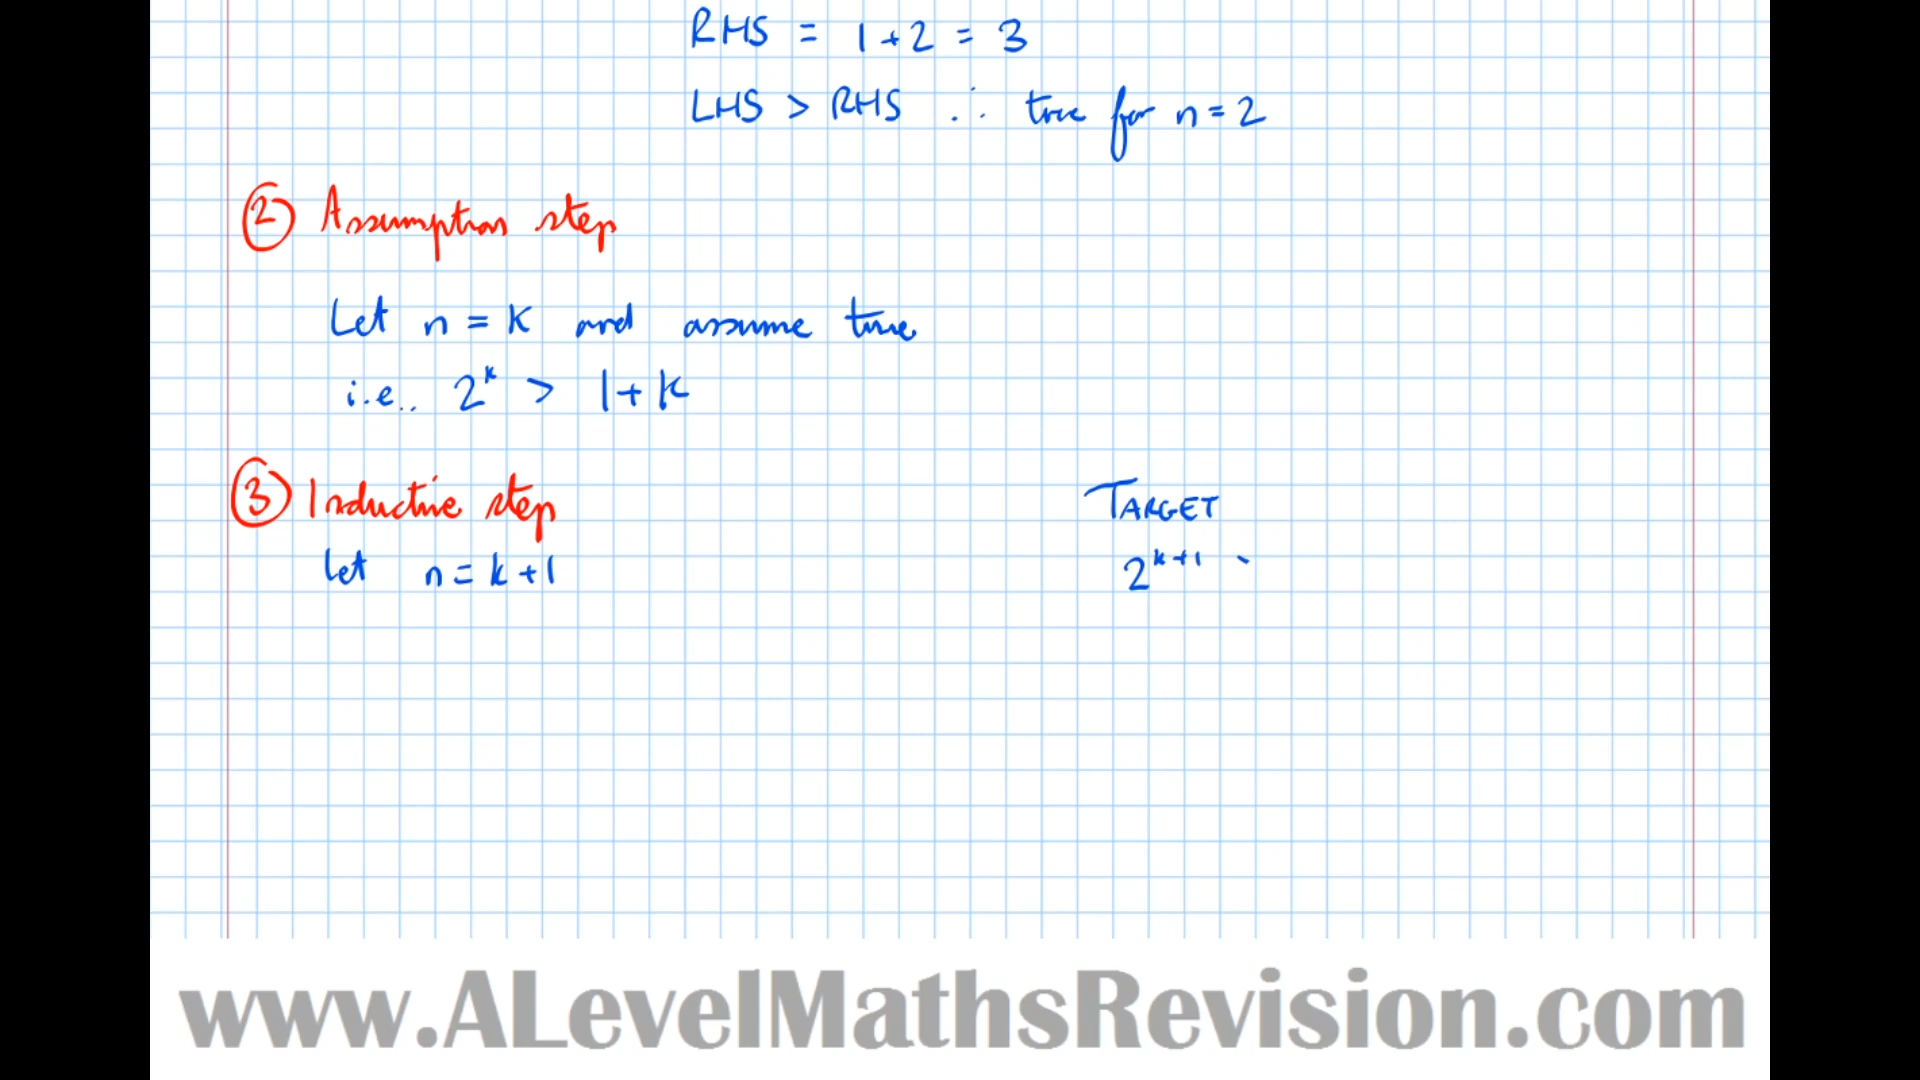 RHS = 1 + 2 = 3
LHS > RHS ∴ true for n = 2
② Assumption step
Let n = k and assume true
i.e.. 2ᵏ > 1 + k
③ Inductive step
TARGET
let n = k + 1
2ᵏ⁺¹
www.ALevelMathsRevision.com